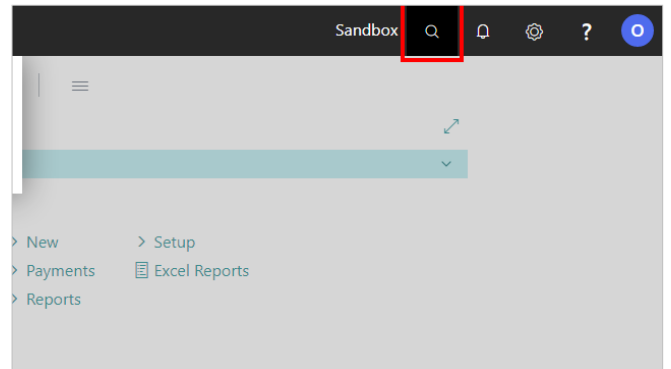 Sandbox ? O
> New > Setup
> Payments Excel Reports
> Reports